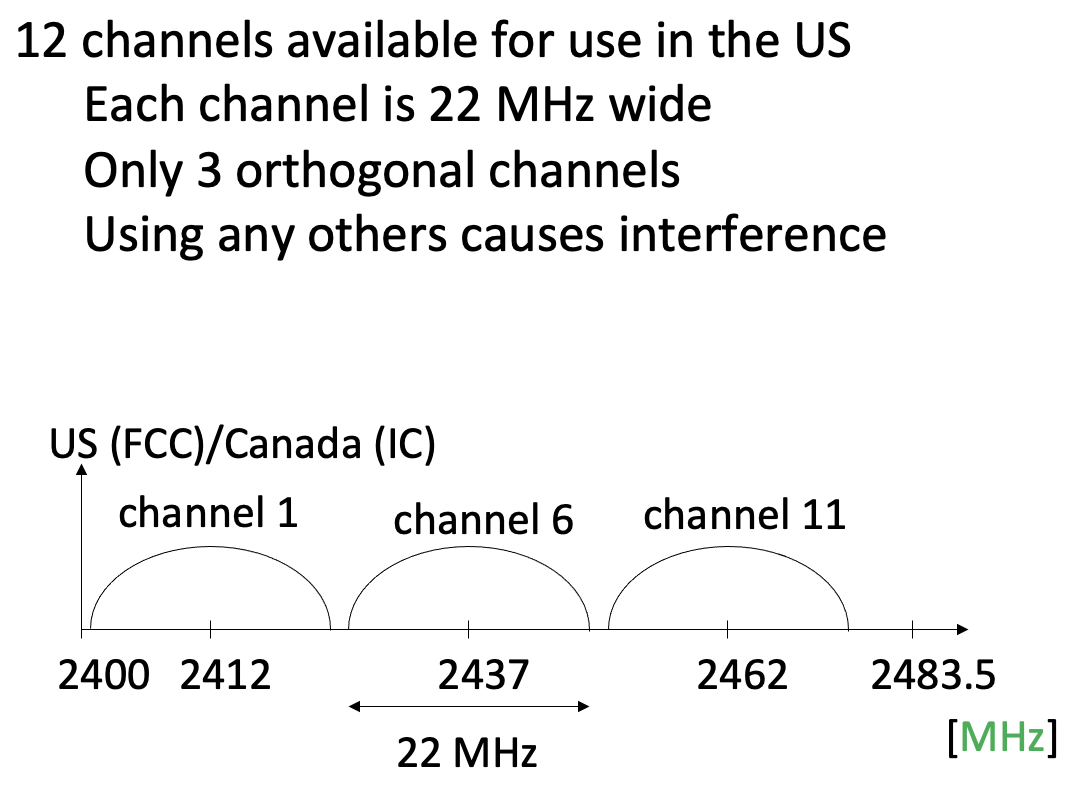 12 channels available for use in the US
Each channel is 22 MHz wide
Only 3 orthogonal channels
Using any others causes interference
US (FCC)/Canada (IC)
channel 1
channel 6
channel 11
2400
2412
2437
2462
2483.5
22 MHz
[MHz]